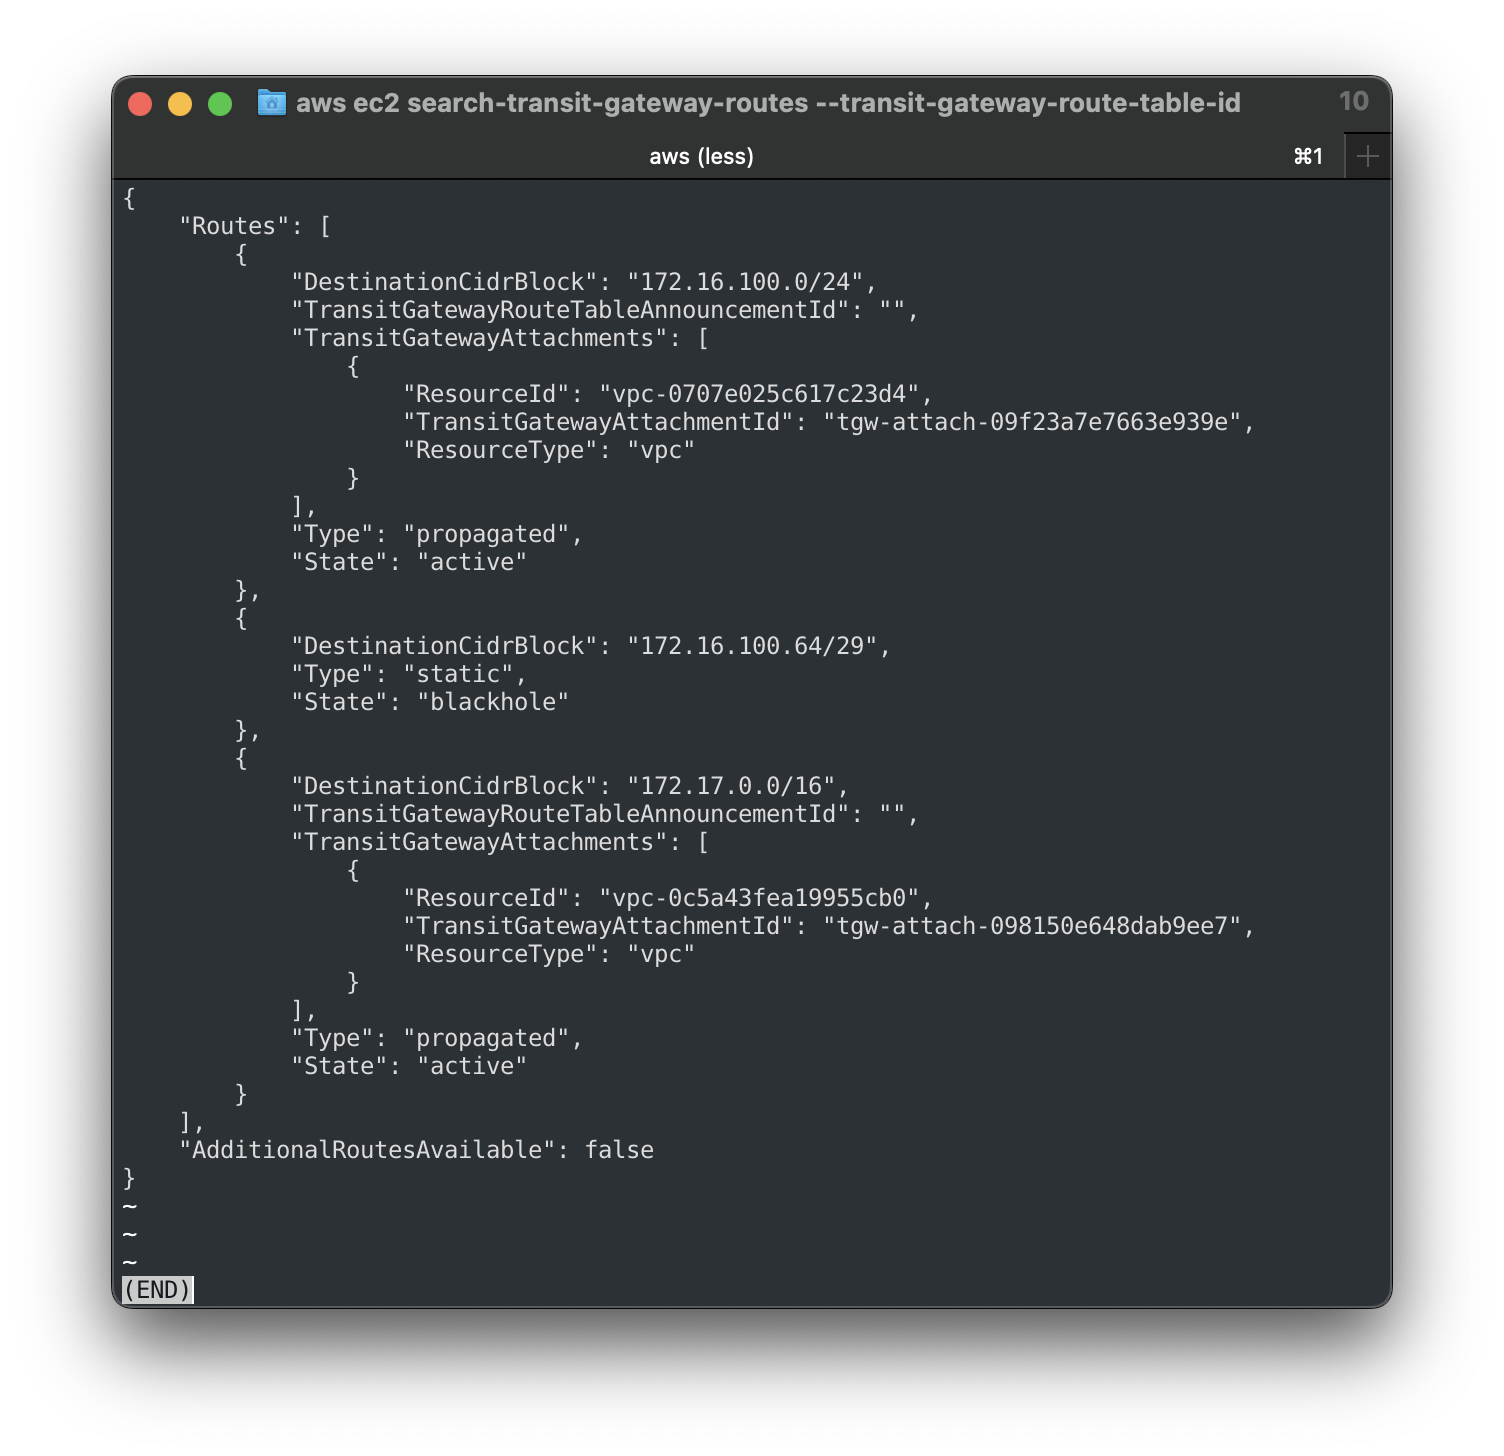 aws ec2 search-transit-gateway-routes --transit-gateway-route-table-id 10
aws (less) ⌘1 +
{
    "Routes": [
        {
            "DestinationCidrBlock": "172.16.100.0/24",
            "TransitGatewayRouteTableAnnouncementId": "",
            "TransitGatewayAttachments": [
                {
                    "ResourceId": "vpc-0707e025c617c23d4",
                    "TransitGatewayAttachmentId": "tgw-attach-09f23a7e7663e939e",
                    "ResourceType": "vpc"
                }
            ],
            "Type": "propagated",
            "State": "active"
        },
        {
            "DestinationCidrBlock": "172.16.100.64/29",
            "Type": "static",
            "State": "blackhole"
        },
        {
            "DestinationCidrBlock": "172.17.0.0/16",
            "TransitGatewayRouteTableAnnouncementId": "",
            "TransitGatewayAttachments": [
                {
                    "ResourceId": "vpc-0c5a43fea19955cb0",
                    "TransitGatewayAttachmentId": "tgw-attach-098150e648dab9ee7",
                    "ResourceType": "vpc"
                }
            ],
            "Type": "propagated",
            "State": "active"
        }
    ],
    "AdditionalRoutesAvailable": false
}
~
~
~
(END)